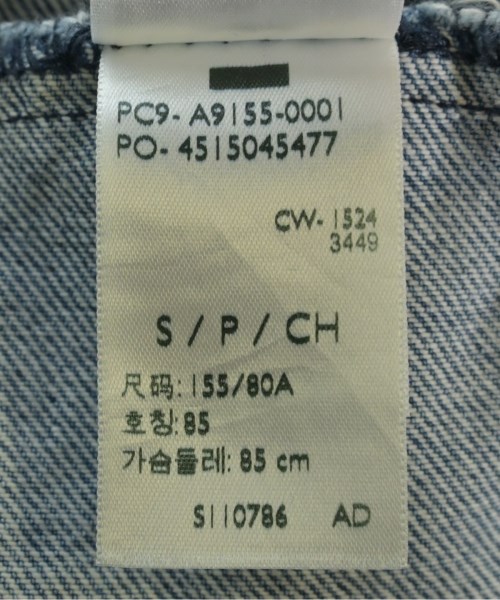 PC9- A9155-0001
PO- 4515045477
CW- 1524
3449
S / P / CH
尺码: 155/80A
호칭: 85
가슴둘레: 85 cm
S110786 AD